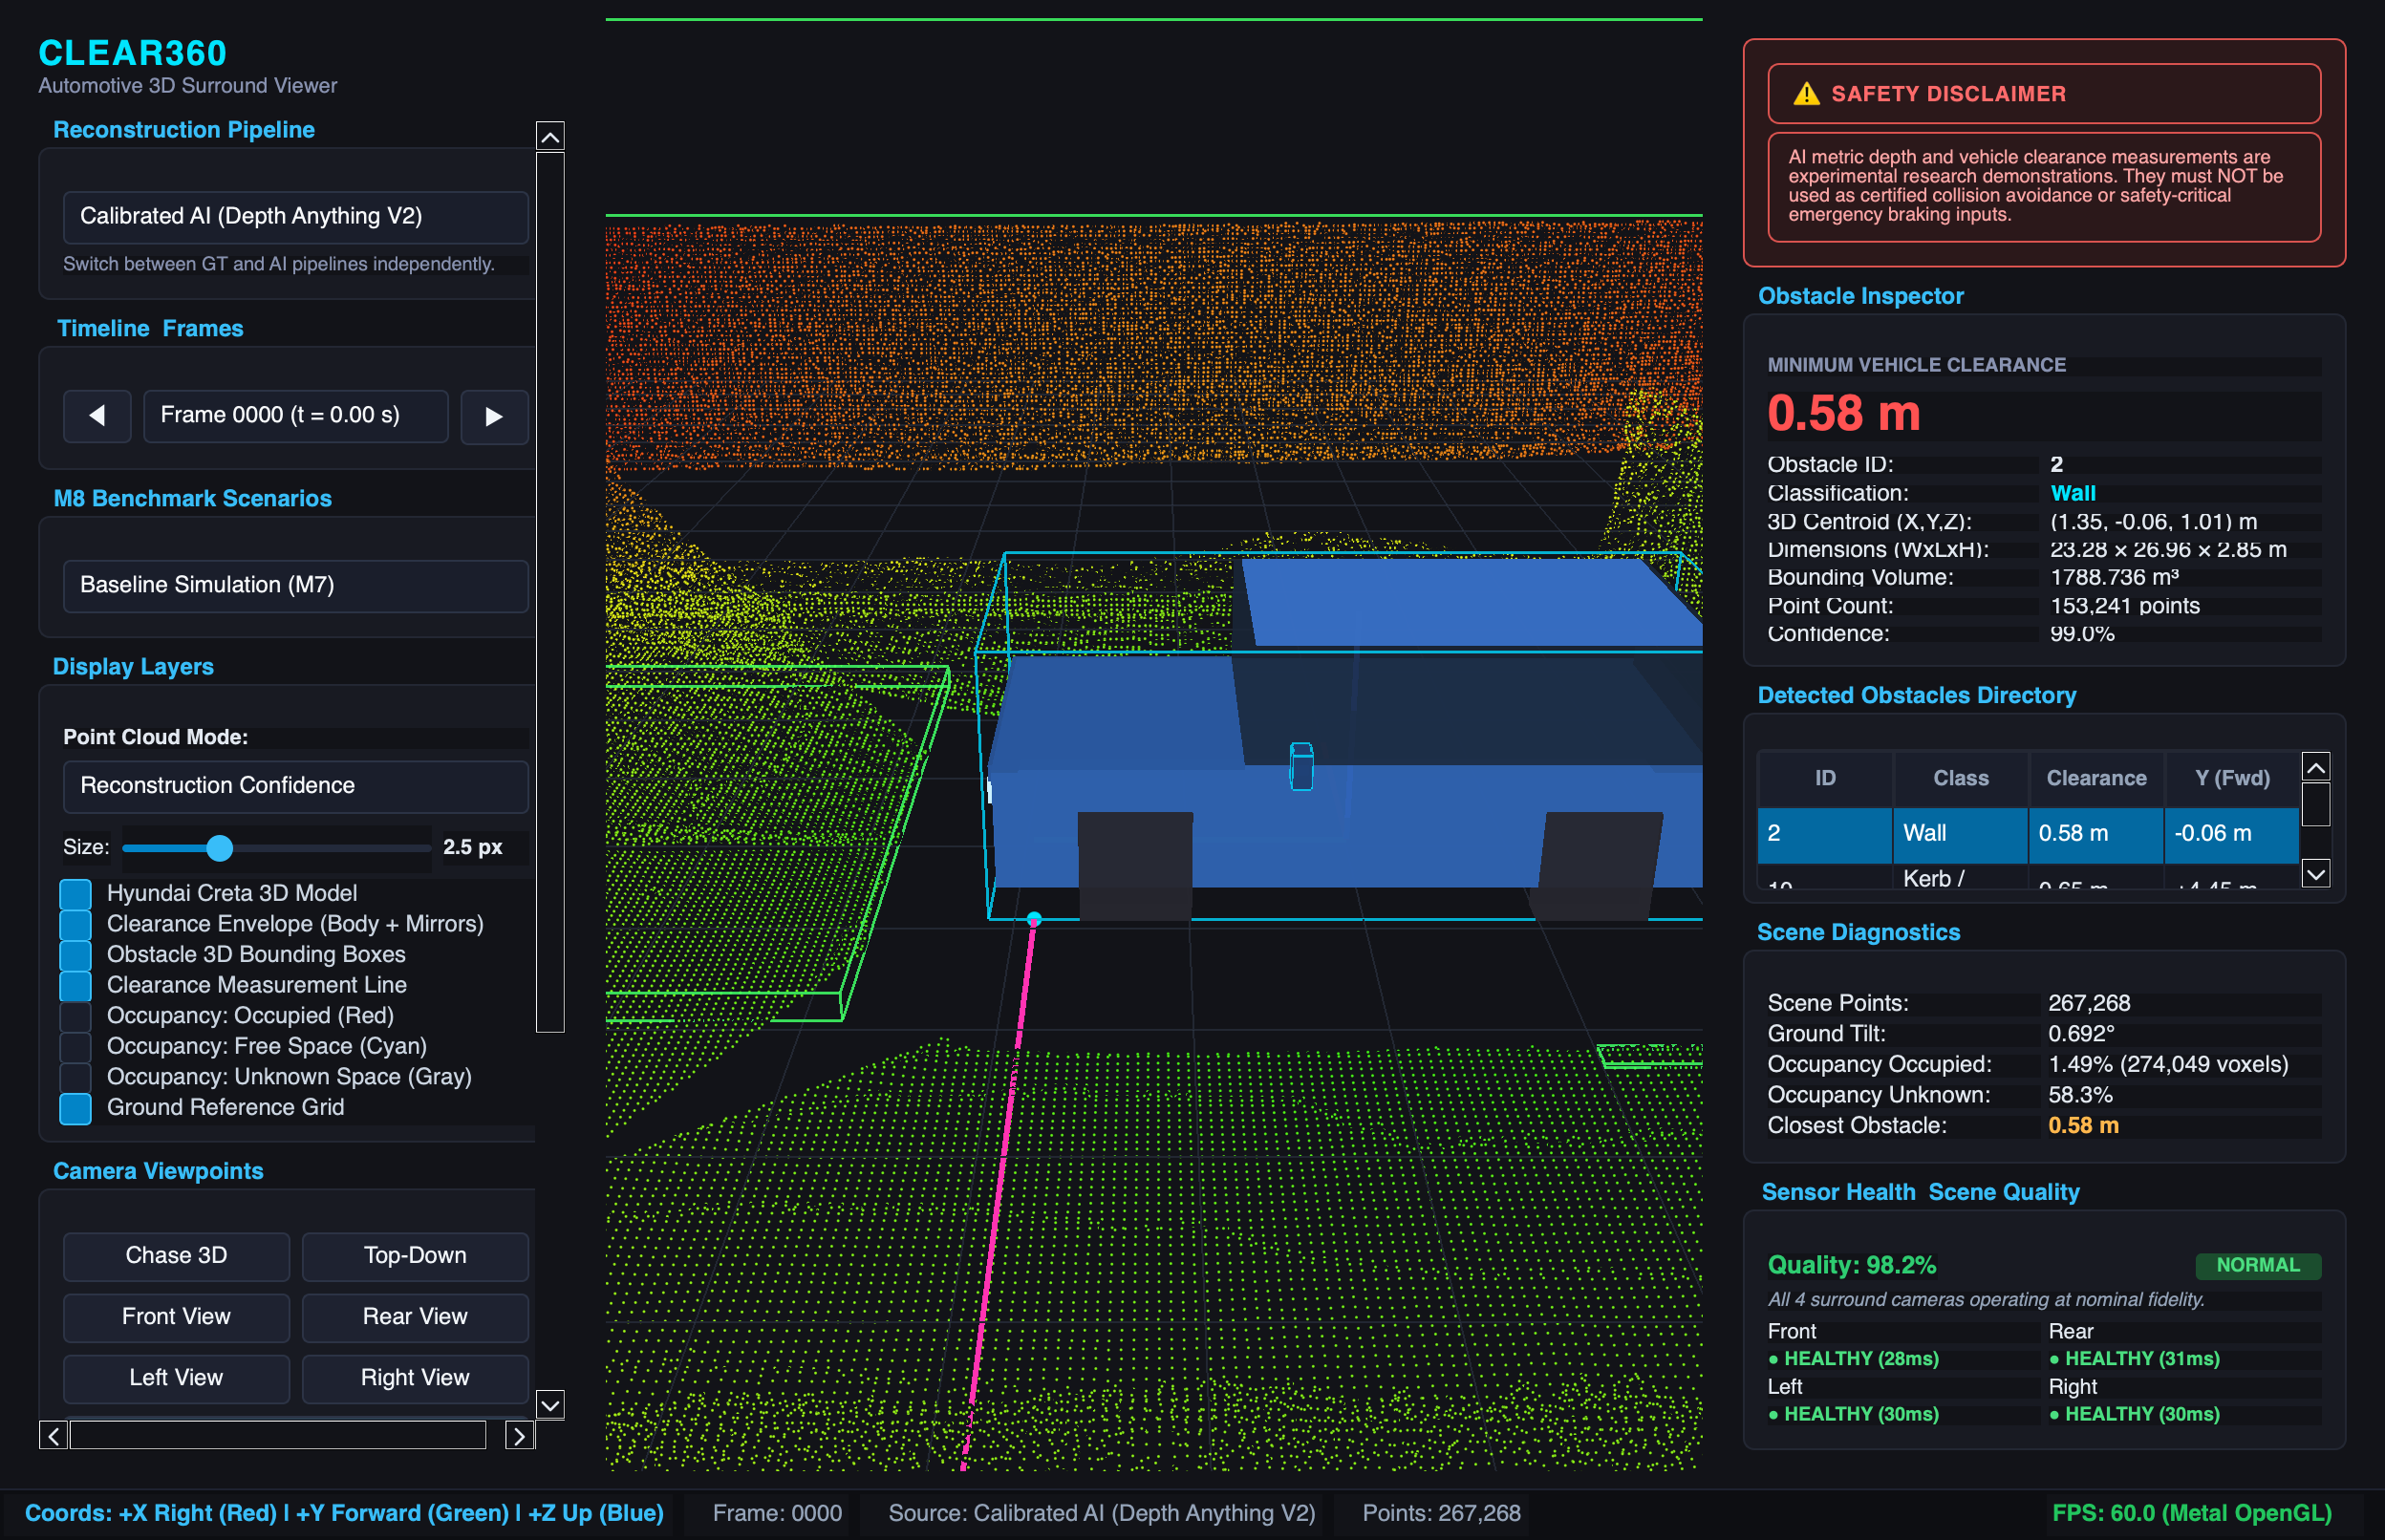 CLEAR360
Automotive 3D Surround Viewer
Reconstruction Pipeline
Calibrated AI (Depth Anything V2)
Switch between GT and AI pipelines independently.
Timeline Frames
Frame 0000 (t = 0.00 s)
M8 Benchmark Scenarios
Baseline Simulation (M7)
Display Layers
Point Cloud Mode:
Reconstruction Confidence
Size: 2.5 px
Hyundai Creta 3D Model
Clearance Envelope (Body + Mirrors)
Obstacle 3D Bounding Boxes
Clearance Measurement Line
Occupancy: Occupied (Red)
Occupancy: Free Space (Cyan)
Occupancy: Unknown Space (Gray)
Ground Reference Grid
Camera Viewpoints
Chase 3D Top-Down
Front View Rear View
Left View Right View
SAFETY DISCLAIMER
AI metric depth and vehicle clearance measurements are
experimental research demonstrations. They must NOT be
used as certified collision avoidance or safety-critical
emergency braking inputs.
Obstacle Inspector
MINIMUM VEHICLE CLEARANCE
0.58 m
Obstacle ID: 2
Classification: Wall
3D Centroid (X,Y,Z): (1.35, -0.06, 1.01) m
Dimensions (WxLxH): 23.28 × 26.96 × 2.85 m
Bounding Volume: 1788.736 m³
Point Count: 153,241 points
Confidence: 99.0%
Detected Obstacles Directory
ID Class Clearance Y (Fwd)
2 Wall 0.58 m -0.06 m
10 Kerb / 0.65 m +4.45 m
Scene Diagnostics
Scene Points: 267,268
Ground Tilt: 0.692°
Occupancy Occupied: 1.49% (274,049 voxels)
Occupancy Unknown: 58.3%
Closest Obstacle: 0.58 m
Sensor Health Scene Quality
Quality: 98.2% NORMAL
All 4 surround cameras operating at nominal fidelity.
Front Rear
● HEALTHY (28ms) ● HEALTHY (31ms)
Left Right
● HEALTHY (30ms) ● HEALTHY (30ms)
Coords: +X Right (Red) | +Y Forward (Green) | +Z Up (Blue) Frame: 0000 Source: Calibrated AI (Depth Anything V2) Points: 267,268 FPS: 60.0 (Metal OpenGL)